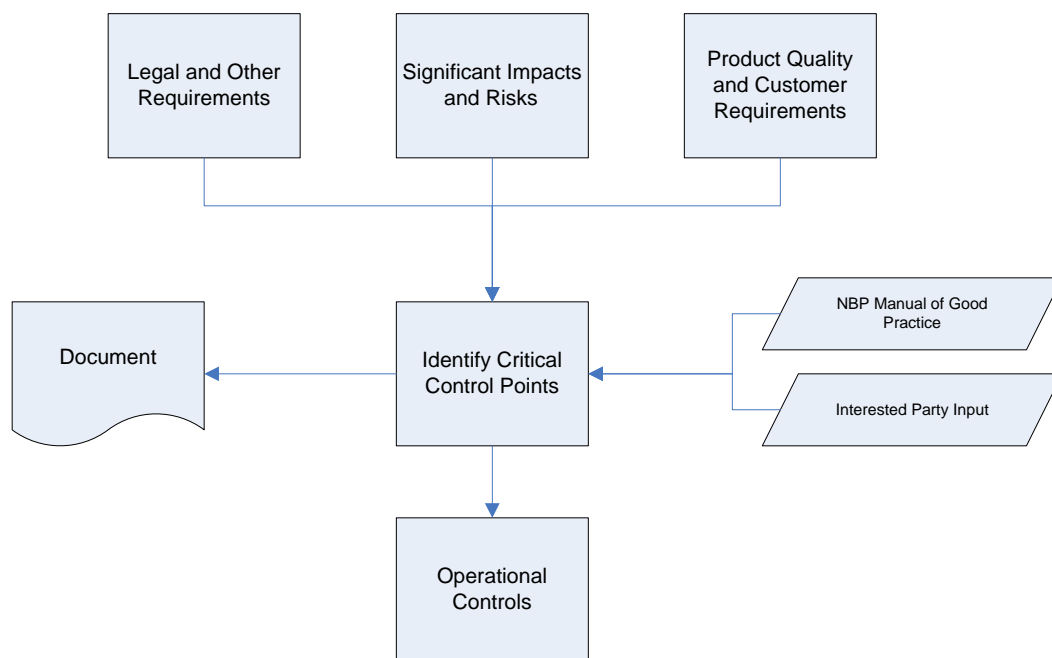 Legal and Other
Requirements
Significant Impacts
and Risks
Product Quality
and Customer
Requirements
Document
Identify Critical
Control Points
NBP Manual of Good
Practice
Interested Party Input
Operational
Controls